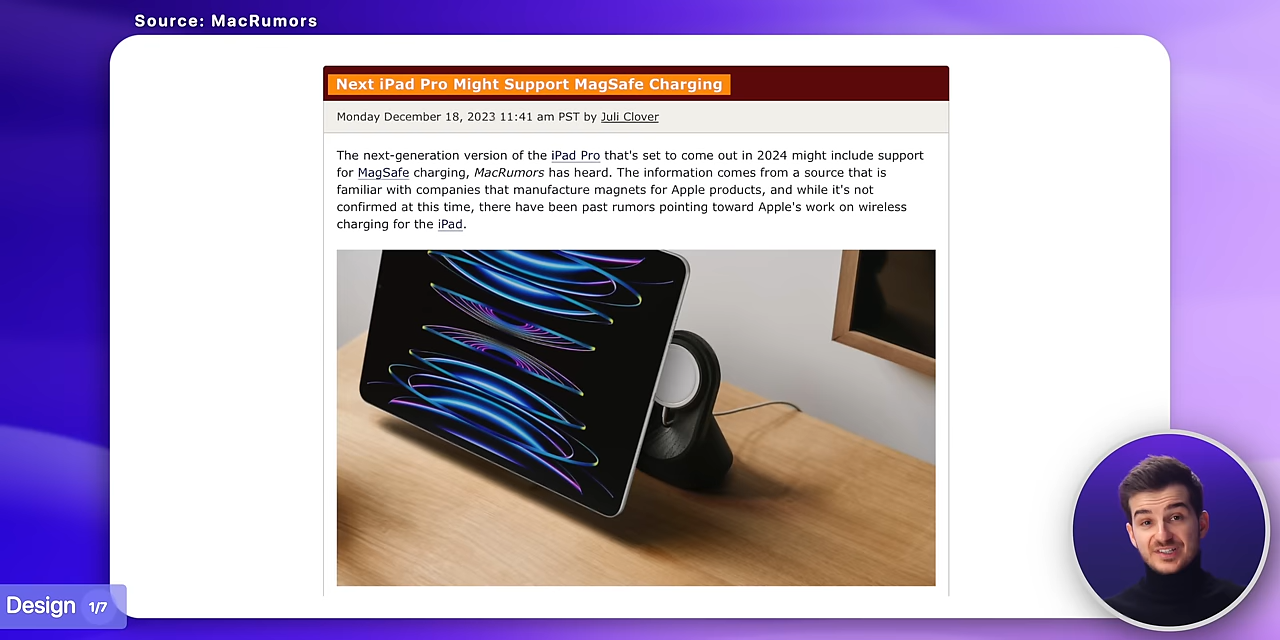 Source: MacRumors
Next iPad Pro Might Support MagSafe Charging
Monday December 18, 2023 11:41 am PST by Juli Clover
The next-generation version of the iPad Pro that's set to come out in 2024 might include support
for MagSafe charging, MacRumors has heard. The information comes from a source that is
familiar with companies that manufacture magnets for Apple products, and while it's not
confirmed at this time, there have been past rumors pointing toward Apple's work on wireless
charging for the iPad.
Design 1/7